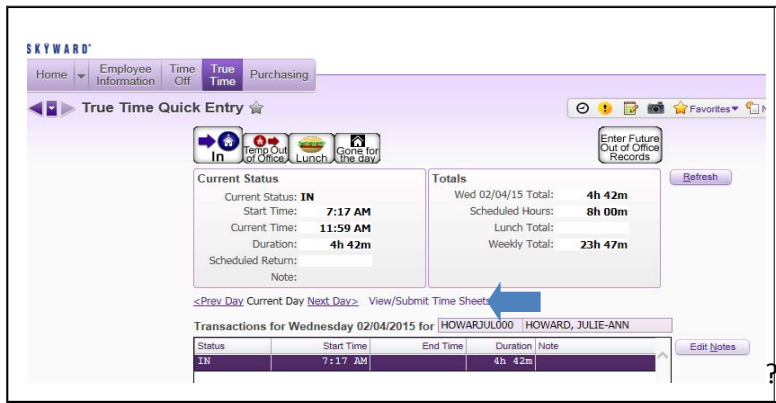 SKYWARD®
Home Employee Information Time Off True Time Purchasing
True Time Quick Entry Favorites
In Temp Out of Office Lunch Gone for the day Enter Future Out of Office Records
Current Status Totals Refresh
Current Status: IN Wed 02/04/15 Total: 4h 42m
Start Time: 7:17 AM Scheduled Hours: 8h 00m
Current Time: 11:59 AM Lunch Total:
Duration: 4h 42m Weekly Total: 23h 47m
Scheduled Return:
Note:
<Prev Day Current Day Next Day> View/Submit Time Sheets
Transactions for Wednesday 02/04/2015 for HOWARJUL000 HOWARD, JULIE-ANN
Status Start Time End Time Duration Note Edit Notes
IN 7:17 AM 4h 42m
?